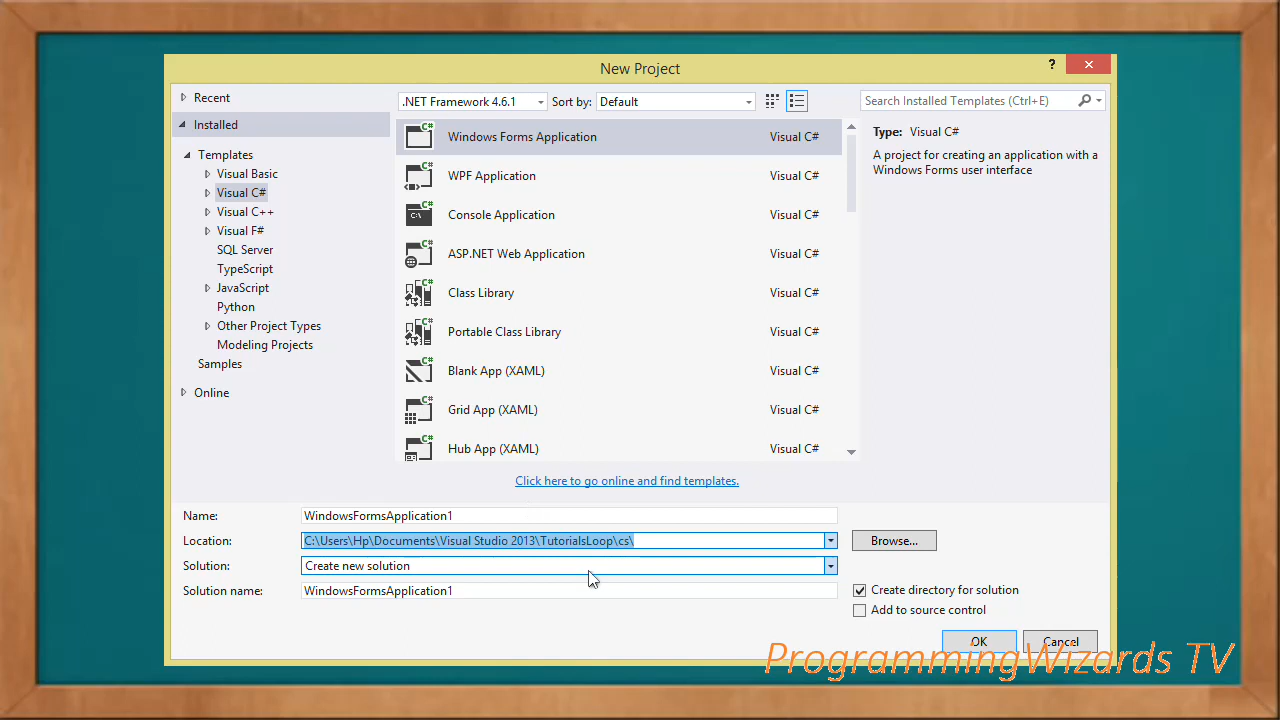 New Project
?
Recent
Installed
Templates
Visual Basic
Visual C#
Visual C++
Visual F#
SQL Server
TypeScript
JavaScript
Python
Other Project Types
Modeling Projects
Samples
Online
.NET Framework 4.6.1
Sort by:
Default
Windows Forms Application Visual C#
WPF Application Visual C#
Console Application Visual C#
ASP.NET Web Application Visual C#
Class Library Visual C#
Portable Class Library Visual C#
Blank App (XAML) Visual C#
Grid App (XAML) Visual C#
Hub App (XAML) Visual C#
Click here to go online and find templates.
Search Installed Templates (Ctrl+E)
Type: Visual C#
A project for creating an application with a
Windows Forms user interface
Name: WindowsFormsApplication1
Location: C:\Users\Hp\Documents\Visual Studio 2013\TutorialsLoop\cs\
Browse...
Solution: Create new solution
Solution name: WindowsFormsApplication1
Create directory for solution
Add to source control
OK
Cancel
ProgrammingWizards TV